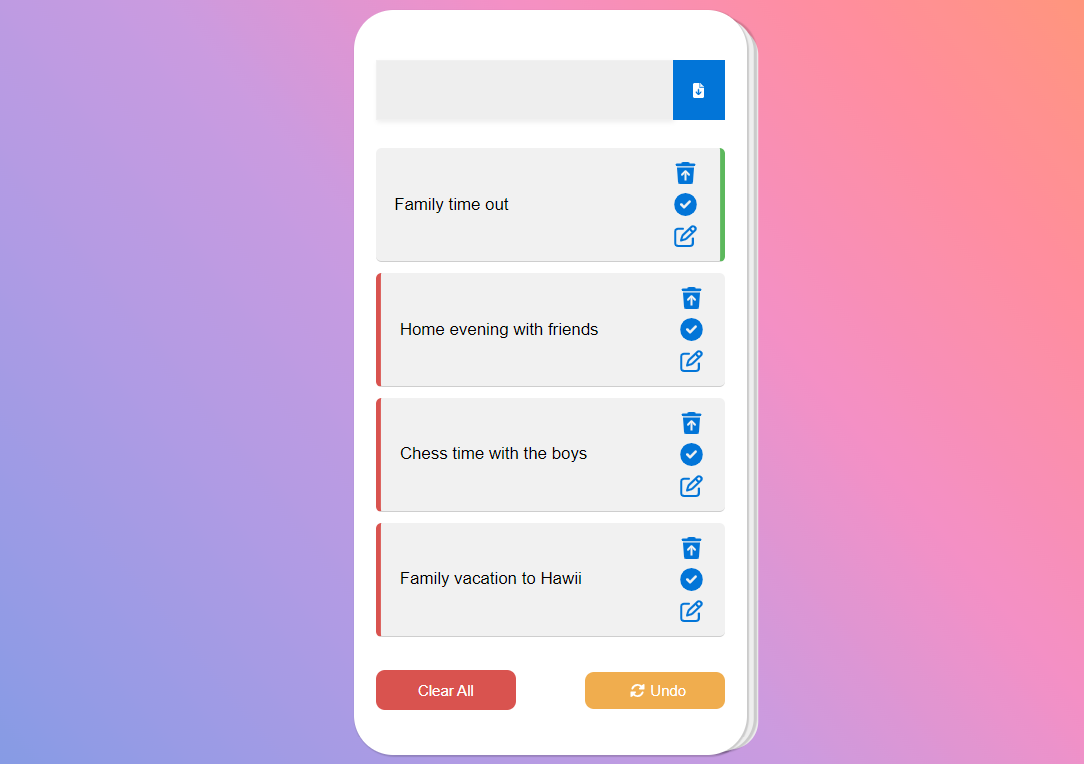 Family time out
Home evening with friends
Chess time with the boys
Family vacation to Hawii
Clear All
Undo